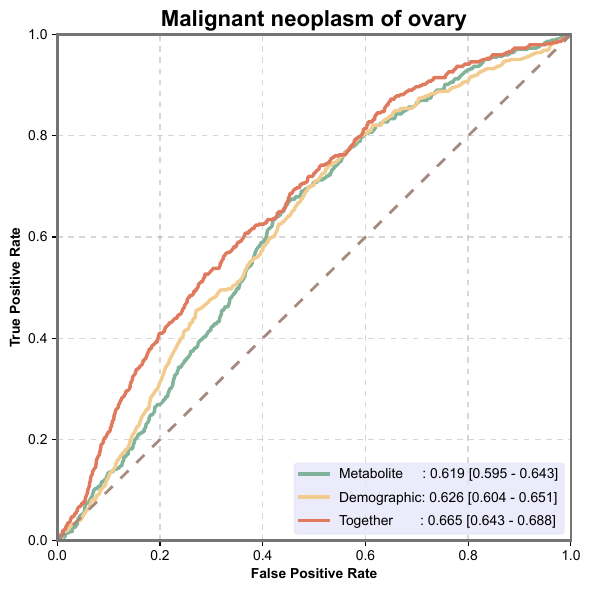 Malignant neoplasm of ovary
1.0
0.8
0.6
0.4
0.2
0.0
True Positive Rate
Metabolite : 0.619 [0.595 - 0.643]
Demographic: 0.626 [0.604 - 0.651]
Together : 0.665 [0.643 - 0.688]
0.0 0.2 0.4 0.6 0.8 1.0
False Positive Rate